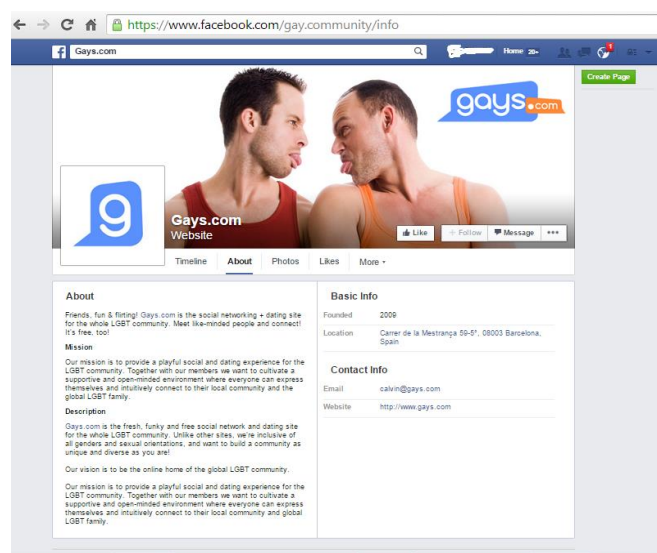 https://www.facebook.com/gay.community/info
Gays.com
Home 20+
1
Create Page
gays.com
g
Gays.com
Website
Like
+ Follow
Message
Timeline
About
Photos
Likes
More
About
Friends, fun & flirting! Gays.com is the social networking + dating site
for the whole LGBT community. Meet like-minded people and connect!
It's free, too!
Mission
Our mission is to provide a playful social and dating experience for the
LGBT community. Together with our members we want to cultivate a
supportive and open-minded environment where everyone can express
themselves and intuitively connect to their local community and the
global LGBT family.
Description
Gays.com is the fresh, funky and free social network and dating site
for the whole LGBT community. Unlike other sites, we're inclusive of
all genders and sexual orientations, and want to build a community as
unique and diverse as you are!
Our vision is to be the online home of the global LGBT community.
Our mission is to provide a playful social and dating experience for the
LGBT community. Together with our members we want to cultivate a
supportive and open-minded environment where everyone can express
themselves and intuitively connect to their local community and global
LGBT family.
Basic Info
Founded 2009
Location Carrer de la Mestrança 59-5°, 08003 Barcelona,
Spain
Contact Info
Email calvin@gays.com
Website http://www.gays.com